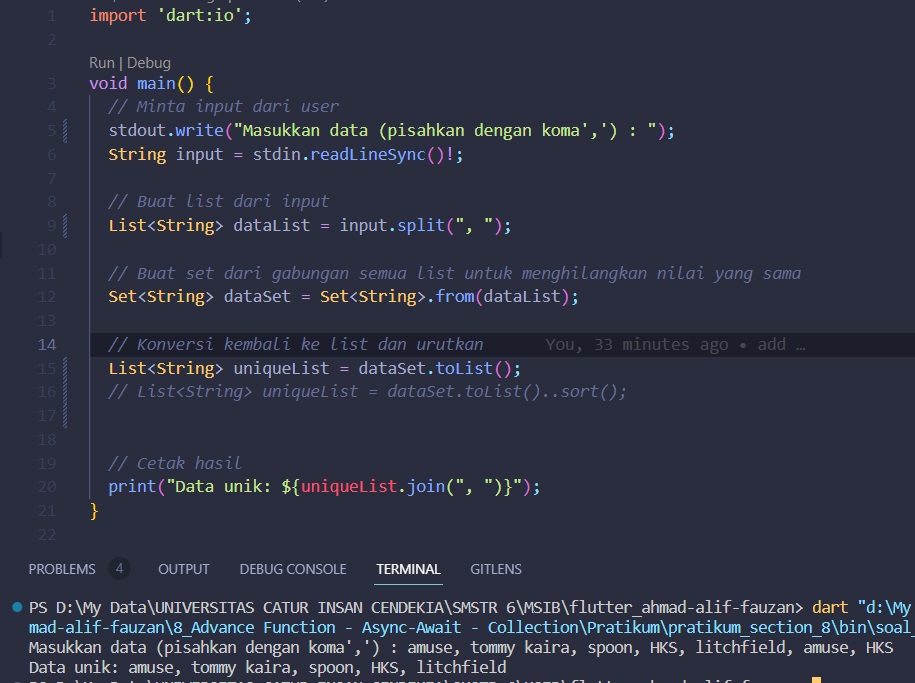 1 import 'dart:io';
2
Run | Debug
3 void main() {
4 // Minta input dari user
5 stdout.write("Masukkan data (pisahkan dengan koma',') : ");
6 String input = stdin.readLineSync()!;
7
8 // Buat list dari input
9 List<String> dataList = input.split(", ");
10
11 // Buat set dari gabungan semua list untuk menghilangkan nilai yang sama
12 Set<String> dataSet = Set<String>.from(dataList);
13
14 // Konversi kembali ke list dan urutkan You, 33 minutes ago • add …
15 List<String> uniqueList = dataSet.toList();
16 // List<String> uniqueList = dataSet.toList()..sort();
17
18
19 // Cetak hasil
20 print("Data unik: ${uniqueList.join(", ")}");
21 }
22
PROBLEMS 4 OUTPUT DEBUG CONSOLE TERMINAL GITLENS
PS D:\My Data\UNIVERSITAS CATUR INSAN CENDEKIA\SMSTR 6\MSIB\flutter_ahmad-alif-fauzan> dart "d:\My
mad-alif-fauzan\8_Advance Function - Async-Await - Collection\Pratikum\pratikum_section_8\bin\soal_
Masukkan data (pisahkan dengan koma',') : amuse, tommy kaira, spoon, HKS, litchfield, amuse, HKS
Data unik: amuse, tommy kaira, spoon, HKS, litchfield